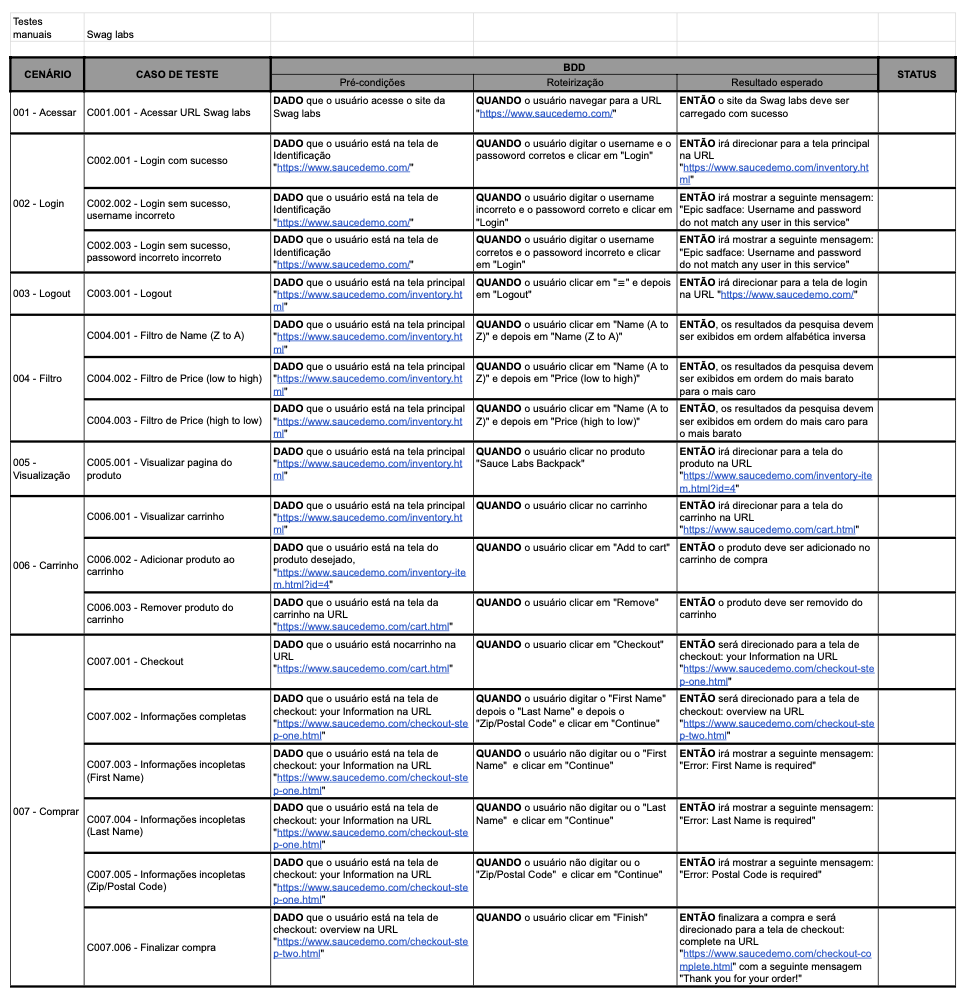 Testes
manuais
Swag labs
CENÁRIO
CASO DE TESTE
BDD
STATUS
Pré-condições
Roteirização
Resultado esperado
001 - Acessar
C001.001 - Acessar URL Swag labs
DADO que o usuário acesse o site da
Swag labs
QUANDO o usuário navegar para a URL
"https://www.saucedemo.com/"
ENTÃO o site da Swag labs deve ser
carregado com sucesso
002 - Login
C002.001 - Login com sucesso
DADO que o usuário está na tela de
Identificação
"https://www.saucedemo.com/"
QUANDO o usuário digitar o username e o
passoword corretos e clicar em "Login"
ENTÃO irá direcionar para a tela principal
na URL
"https://www.saucedemo.com/inventory.ht
ml"
C002.002 - Login sem sucesso,
username incorreto
DADO que o usuário está na tela de
Identificação
"https://www.saucedemo.com/"
QUANDO o usuário digitar o username
incorreto e o passoword correto e clicar em
"Login"
ENTÃO irá mostrar a seguinte mensagem:
"Epic sadface: Username and password
do not match any user in this service"
C002.003 - Login sem sucesso,
passoword incorreto incorreto
DADO que o usuário está na tela de
Identificação
"https://www.saucedemo.com/"
QUANDO o usuário digitar o username
corretos e o passoword incorreto e clicar
em "Login"
ENTÃO irá mostrar a seguinte mensagem:
"Epic sadface: Username and password
do not match any user in this service"
003 - Logout
C003.001 - Logout
DADO que o usuário está na tela principal
"https://www.saucedemo.com/inventory.ht
ml"
QUANDO o usuário clicar em "≡" e depois
em "Logout"
ENTÃO irá direcionar para a tela de login
na URL "https://www.saucedemo.com/"
004 - Filtro
C004.001 - Filtro de Name (Z to A)
DADO que o usuário está na tela principal
"https://www.saucedemo.com/inventory.ht
ml"
QUANDO o usuário clicar em "Name (A to
Z)" e depois em "Name (Z to A)"
ENTÃO, os resultados da pesquisa devem
ser exibidos em ordem alfabética inversa
C004.002 - Filtro de Price (low to high)
DADO que o usuário está na tela principal
"https://www.saucedemo.com/inventory.ht
ml"
QUANDO o usuário clicar em "Name (A to
Z)" e depois em "Price (low to high)"
ENTÃO, os resultados da pesquisa devem
ser exibidos em ordem do mais barato
para o mais caro
C004.003 - Filtro de Price (high to low)
DADO que o usuário está na tela principal
"https://www.saucedemo.com/inventory.ht
ml"
QUANDO o usuário clicar em "Name (A to
Z)" e depois em "Price (high to low)"
ENTÃO, os resultados da pesquisa devem
ser exibidos em ordem do mais caro para
o mais barato
005 -
Visualização
C005.001 - Visualizar pagina do
produto
DADO que o usuário está na tela principal
"https://www.saucedemo.com/inventory.ht
ml"
QUANDO o usuário clicar no produto
"Sauce Labs Backpack"
ENTÃO irá direcionar para a tela do
produto na URL
"https://www.saucedemo.com/inventory-ite
m.html?id=4"
006 - Carrinho
C006.001 - Visualizar carrinho
DADO que o usuário está na tela principal
"https://www.saucedemo.com/inventory.ht
ml"
QUANDO o usuário clicar no carrinho
ENTÃO irá direcionar para a tela do
carrinho na URL
"https://www.saucedemo.com/cart.html"
C006.002 - Adicionar produto ao
carrinho
DADO que o usuário está na tela do
produto desejado,
"https://www.saucedemo.com/inventory-ite
m.html?id=4"
QUANDO o usuário clicar em "Add to cart"
ENTÃO o produto deve ser adicionado no
carrinho de compra
C006.003 - Remover produto do
carrinho
DADO que o usuário está na tela da
carrinho na URL
"https://www.saucedemo.com/cart.html"
QUANDO o usuário clicar em "Remove"
ENTÃO o produto deve ser removido do
carrinho
007 - Comprar
C007.001 - Checkout
DADO que o usuário está nocarrinho na
URL
"https://www.saucedemo.com/cart.html"
QUANDO o usuario clicar em "Checkout"
ENTÃO será direcionado para a tela de
checkout: your Information na URL
"https://www.saucedemo.com/checkout-ste
p-one.html"
C007.002 - Informações completas
DADO que o usuário está na tela de
checkout: your Information na URL
"https://www.saucedemo.com/checkout-ste
p-one.html"
QUANDO o usuário digitar o "First Name"
depois o "Last Name" e depois o
"Zip/Postal Code" e clicar em "Continue"
ENTÃO será direcionado para a tela de
checkout: overview na URL
"https://www.saucedemo.com/checkout-ste
p-two.html"
C007.003 - Informações incopletas
(First Name)
DADO que o usuário está na tela de
checkout: your Information na URL
"https://www.saucedemo.com/checkout-ste
p-one.html"
QUANDO o usuário não digitar ou o "First
Name" e clicar em "Continue"
ENTÃO irá mostrar a seguinte mensagem:
"Error: First Name is required"
C007.004 - Informações incopletas
(Last Name)
DADO que o usuário está na tela de
checkout: your Information na URL
"https://www.saucedemo.com/checkout-ste
p-one.html"
QUANDO o usuário não digitar ou o "Last
Name" e clicar em "Continue"
ENTÃO irá mostrar a seguinte mensagem:
"Error: Last Name is required"
C007.005 - Informações incopletas
(Zip/Postal Code)
DADO que o usuário está na tela de
checkout: your Information na URL
"https://www.saucedemo.com/checkout-ste
p-one.html"
QUANDO o usuário não digitar ou o
"Zip/Postal Code" e clicar em "Continue"
ENTÃO irá mostrar a seguinte mensagem:
"Error: Postal Code is required"
C007.006 - Finalizar compra
DADO que o usuário está na tela de
checkout: overview na URL
"https://www.saucedemo.com/checkout-ste
p-two.html"
QUANDO o usuário clicar em "Finish"
ENTÃO finalizara a compra e será
direcionado para a tela de checkout:
complete na URL
"https://www.saucedemo.com/checkout-co
mplete.html" com a seguinte mensagem
"Thank you for your order!"